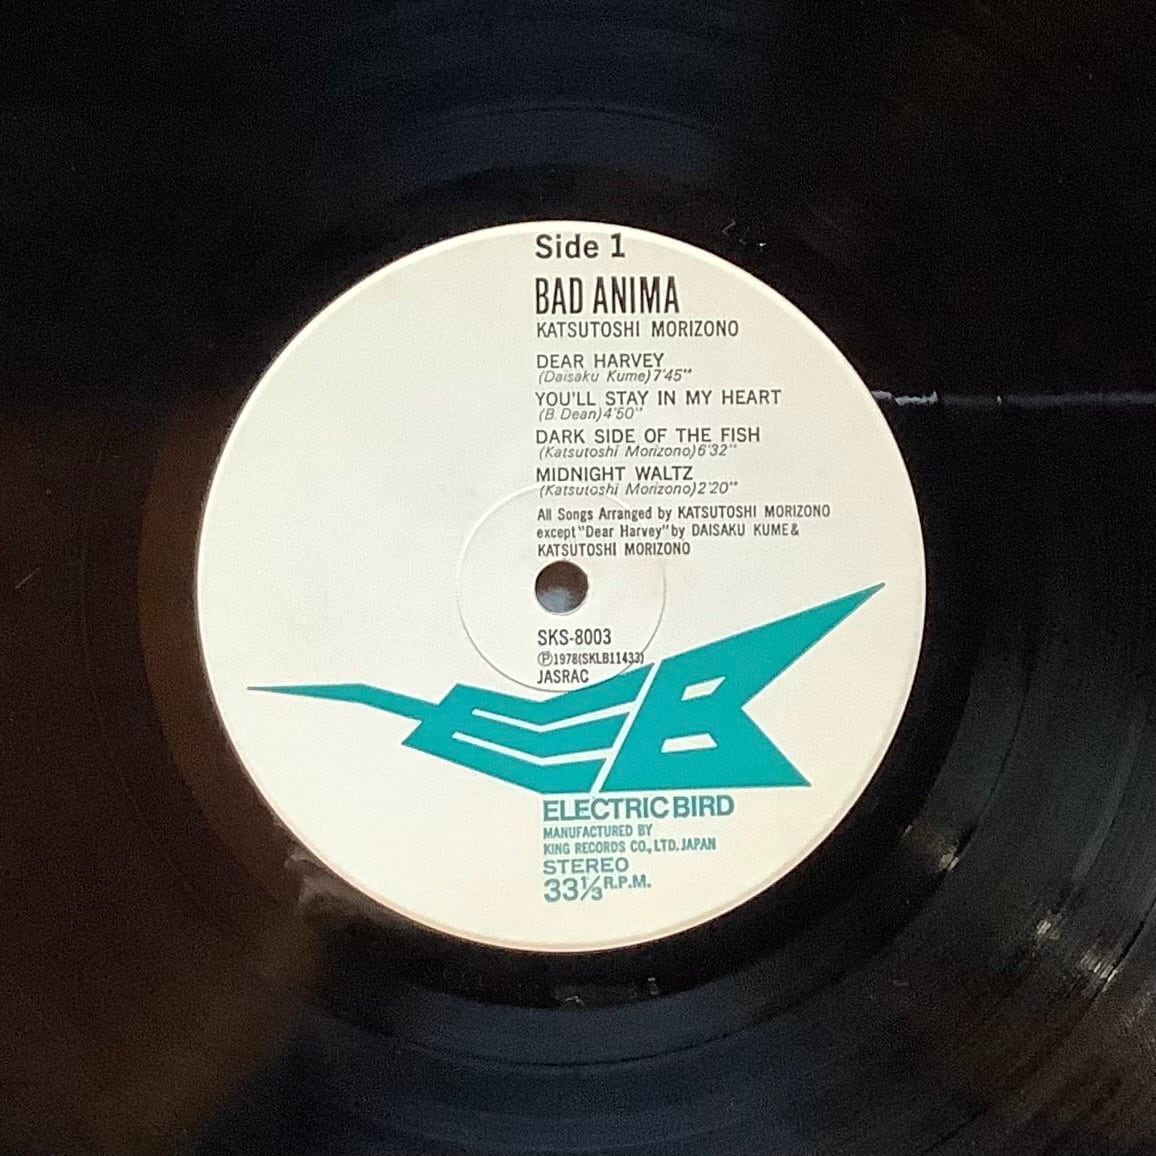 Side 1
BAD ANIMA
KATSUTOSHI MORIZONO
DEAR HARVEY
(Daisaku Kume)7'45"
YOU'LL STAY IN MY HEART
(B. Dean)4'50"
DARK SIDE OF THE FISH
(Katsutoshi Morizono)6'32"
MIDNIGHT WALTZ
(Katsutoshi Morizono)2'20"
All Songs Arranged by KATSUTOSHI MORIZONO
except "Dear Harvey" by DAISAKU KUME &
KATSUTOSHI MORIZONO
SKS-8003
Ⓟ1978(SKLB11433)
JASRAC
EB
ELECTRIC BIRD
MANUFACTURED BY
KING RECORDS CO., LTD. JAPAN
STEREO
33⅓ R.P.M.